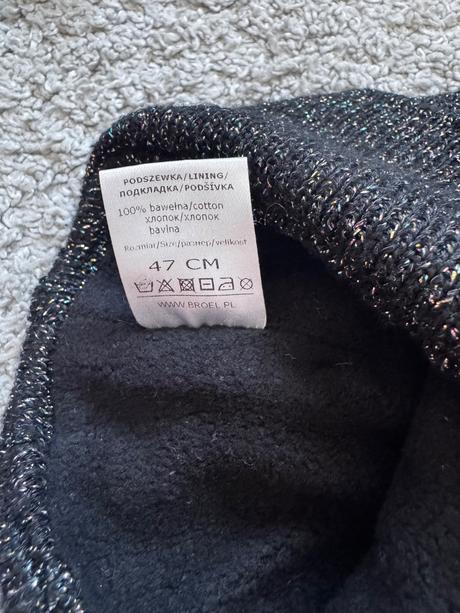 PODSZEWKA/LINING/
ПОДКЛАДКА/PODŠÍVKA
100% bawełna/cotton
хлопок/хлопок
bavlna
Rozmiar/Size/размер/velikost
47 CM
WWW.BROEL.PL